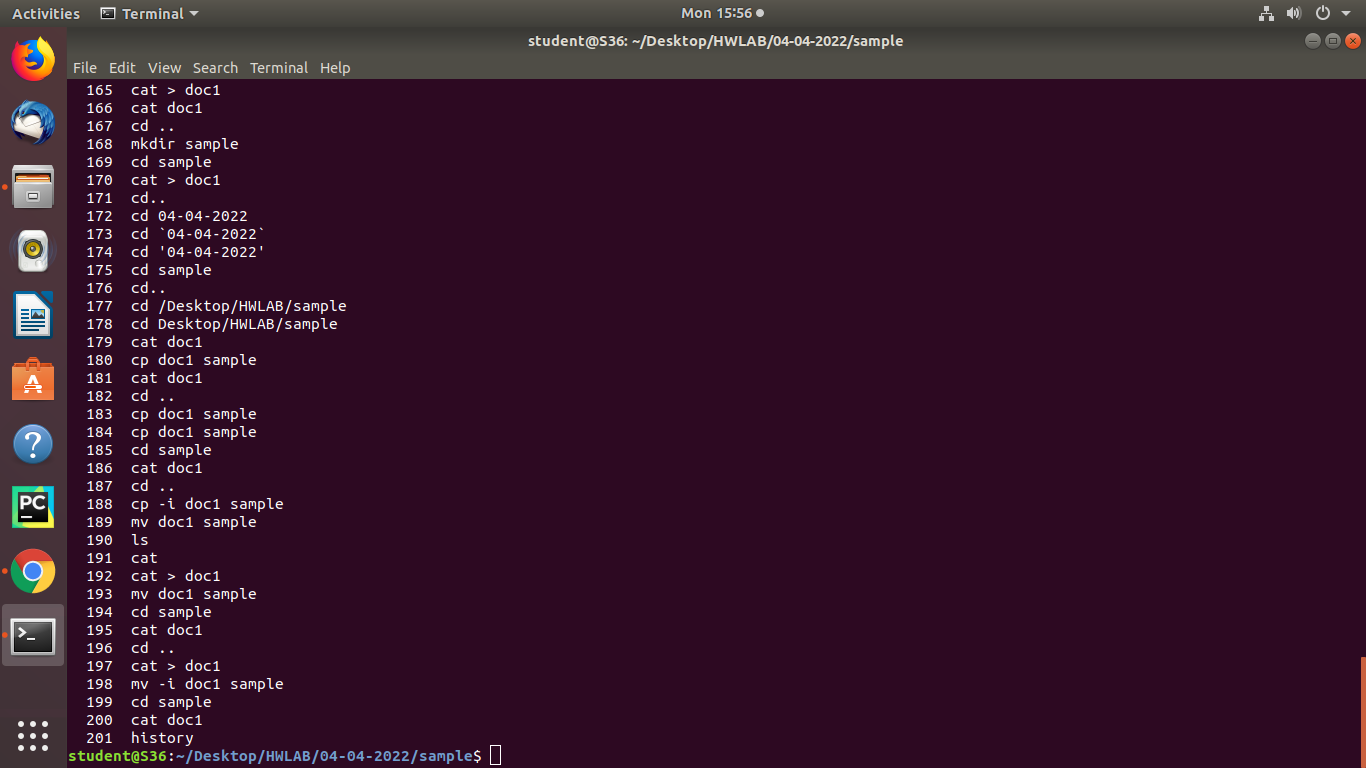 Activities Terminal Mon 15:56
student@S36: ~/Desktop/HWLAB/04-04-2022/sample
File Edit View Search Terminal Help
165 cat > doc1
166 cat doc1
167 cd ..
168 mkdir sample
169 cd sample
170 cat > doc1
171 cd..
172 cd 04-04-2022
173 cd `04-04-2022`
174 cd '04-04-2022'
175 cd sample
176 cd..
177 cd /Desktop/HWLAB/sample
178 cd Desktop/HWLAB/sample
179 cat doc1
180 cp doc1 sample
181 cat doc1
182 cd ..
183 cp doc1 sample
184 cp doc1 sample
185 cd sample
186 cat doc1
187 cd ..
188 cp -i doc1 sample
189 mv doc1 sample
190 ls
191 cat
192 cat > doc1
193 mv doc1 sample
194 cd sample
195 cat doc1
196 cd ..
197 cat > doc1
198 mv -i doc1 sample
199 cd sample
200 cat doc1
201 history
student@S36:~/Desktop/HWLAB/04-04-2022/sample$
PC